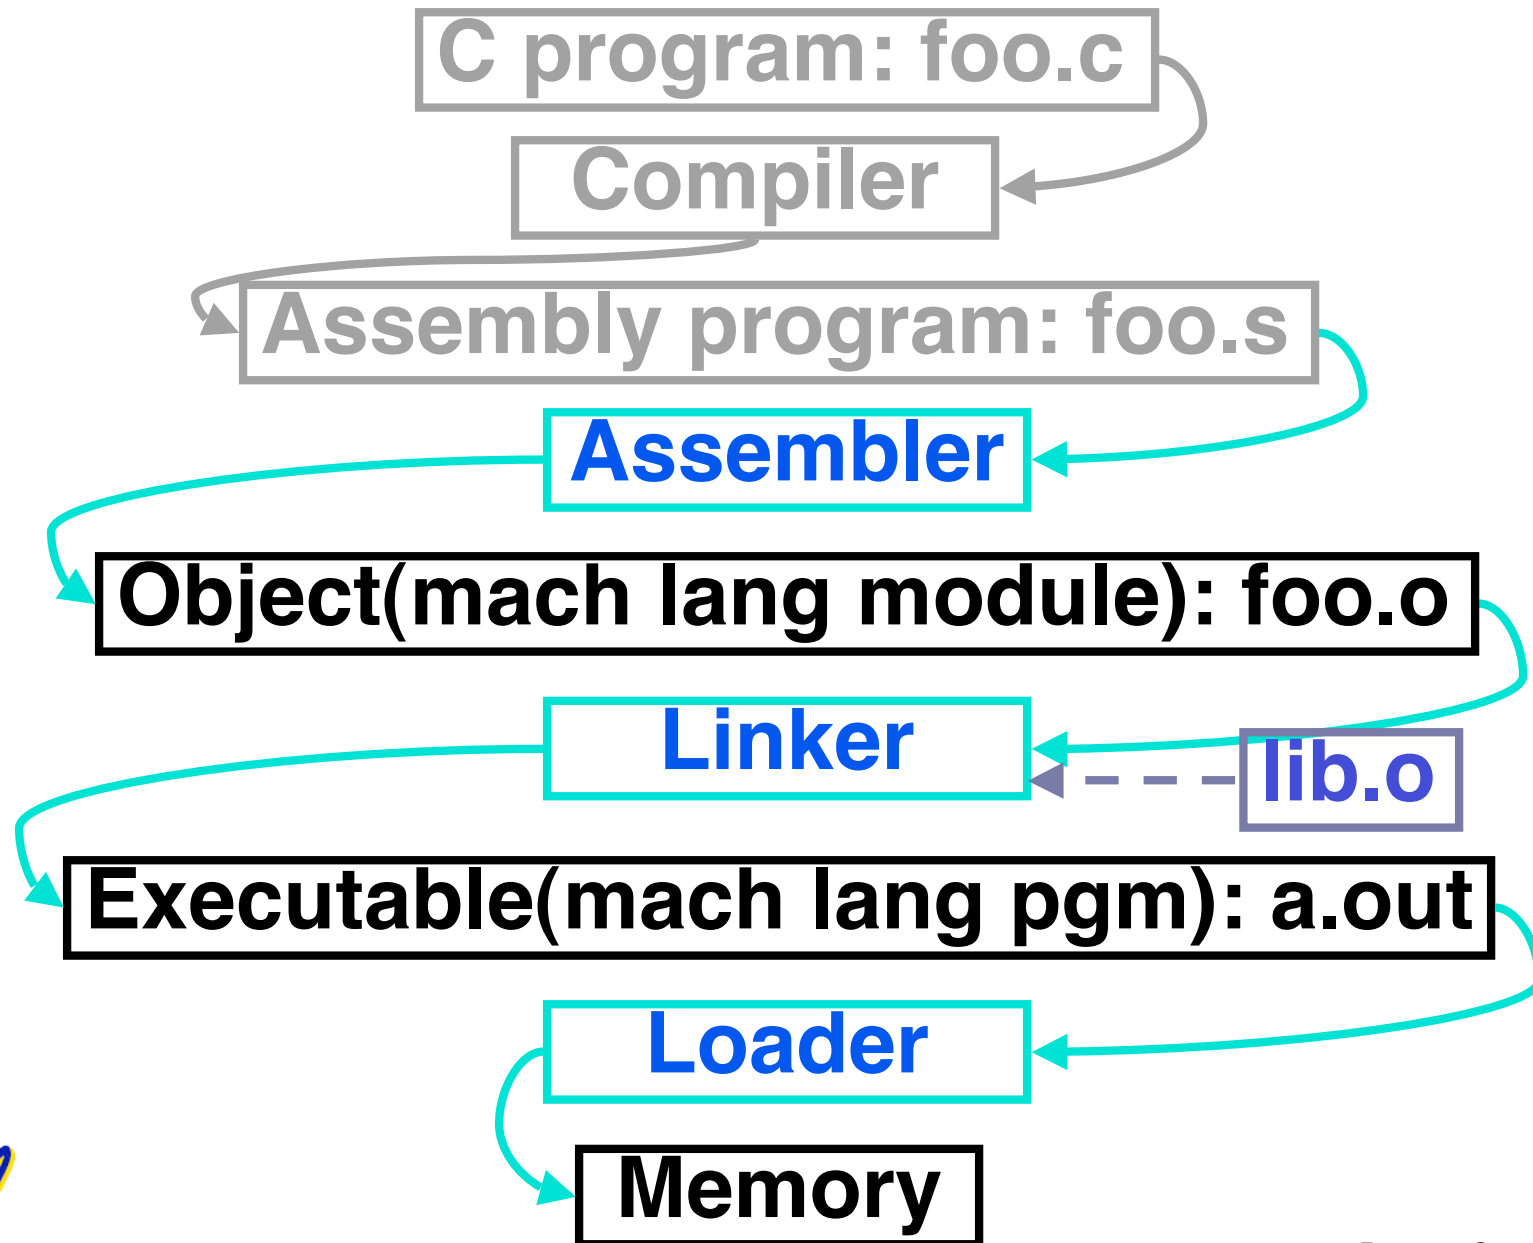 C program: foo.c
Compiler
Assembly program: foo.s
Assembler
Object(mach lang module): foo.o
Linker
lib.o
Executable(mach lang pgm): a.out
Loader
Memory